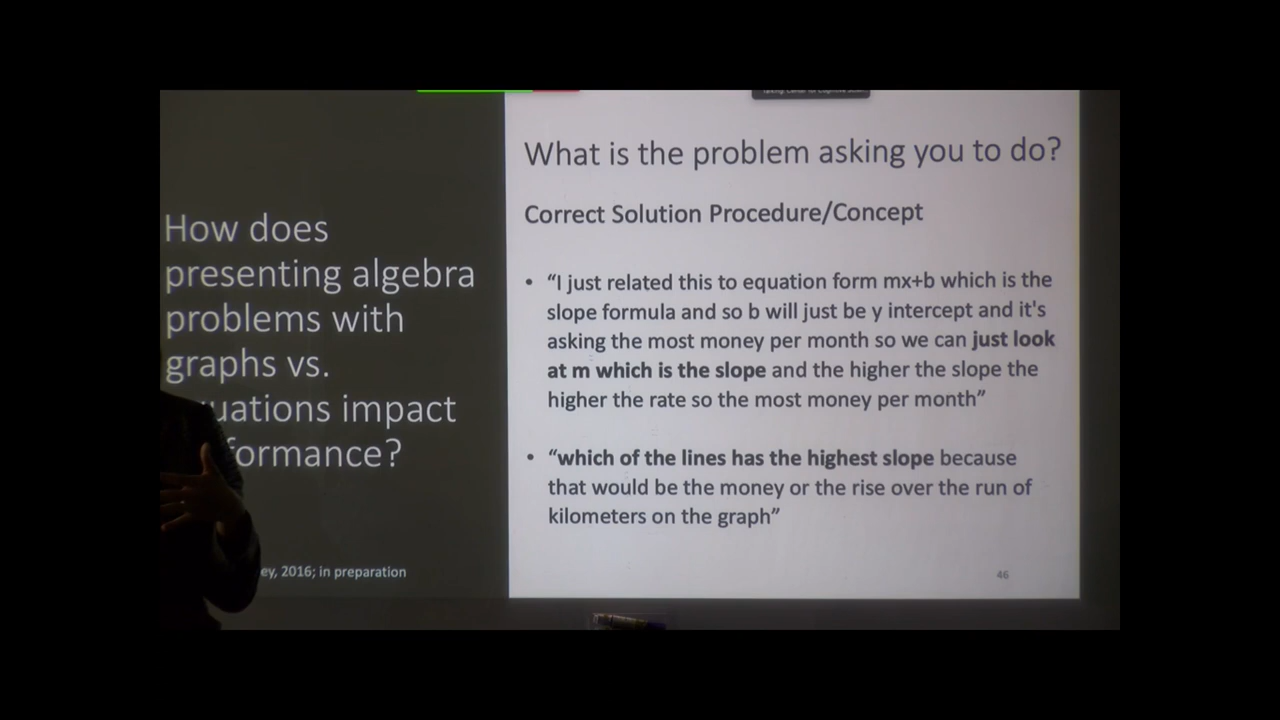 How does
presenting algebra
problems with
graphs vs.
uations impact
formance?
ey, 2016; in preparation
What is the problem asking you to do?
Correct Solution Procedure/Concept
• “I just related this to equation form mx+b which is the
slope formula and so b will just be y intercept and it's
asking the most money per month so we can just look
at m which is the slope and the higher the slope the
higher the rate so the most money per month”
• “which of the lines has the highest slope because
that would be the money or the rise over the run of
kilometers on the graph”
46